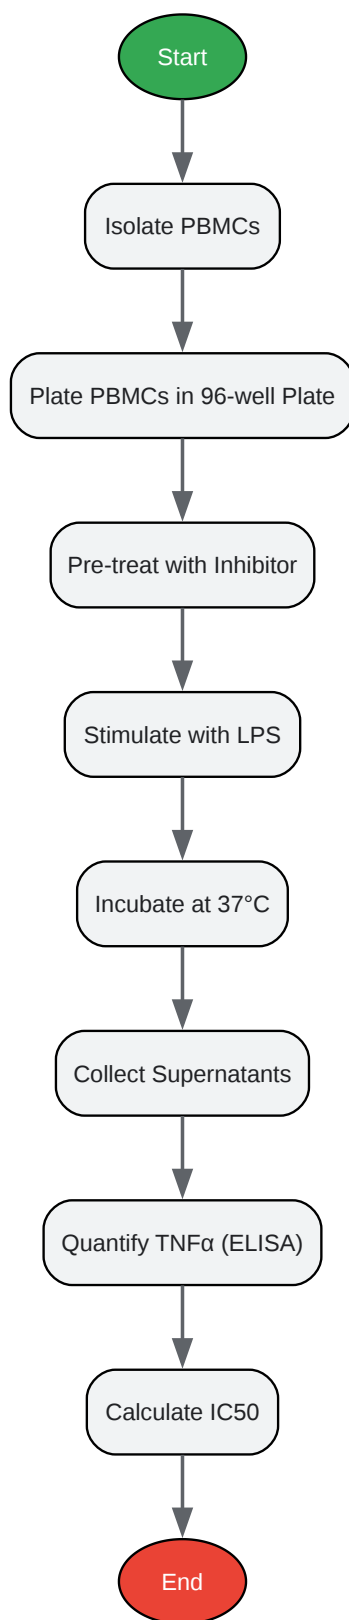 Start
Isolate PBMCs
Plate PBMCs in 96-well Plate
Pre-treat with Inhibitor
Stimulate with LPS
Incubate at 37°C
Collect Supernatants
Quantify TNFα (ELISA)
Calculate IC50
End